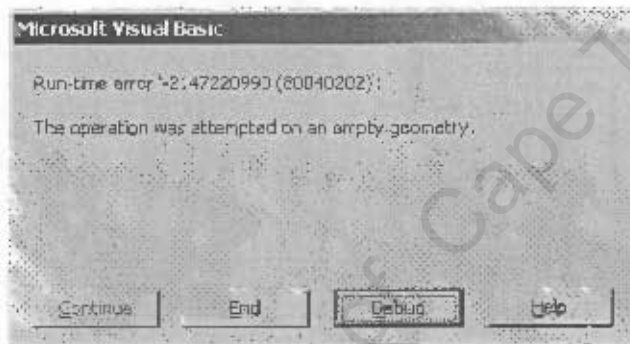 Microsoft Visual Basic
Run-time error '-2147220990 (80040202)':
The operation was attempted on an empty geometry.
Continue End Debug Help
Cape